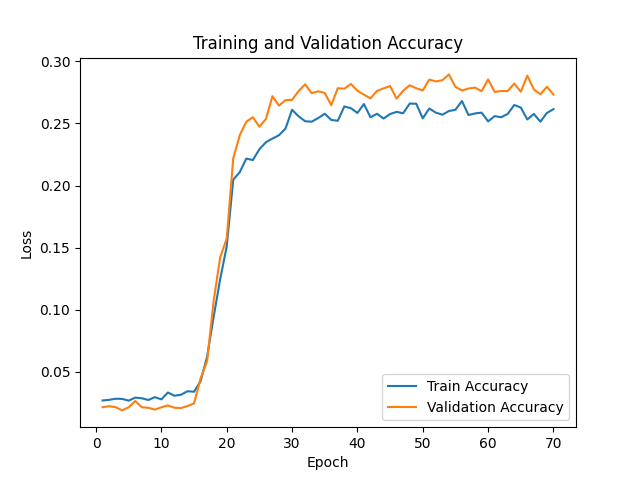 Training and Validation Accuracy
0.30
0.25
0.20
0.15
0.10
0.05
Loss
0 10 20 30 40 50 60 70
Epoch
Train Accuracy
Validation Accuracy